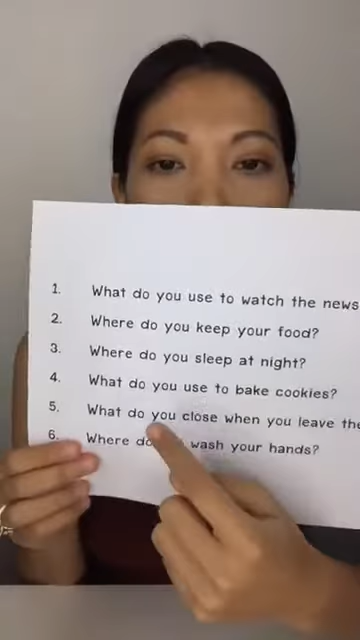 1. What do you use to watch the news
2. Where do you keep your food?
3. Where do you sleep at night?
4. What do you use to bake cookies?
5. What do you close when you leave the
6. Where do wash your hands?